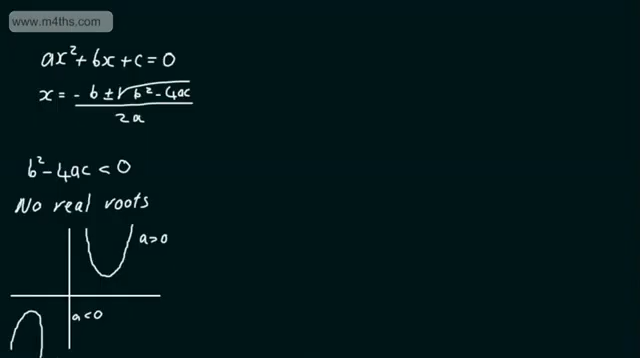 www.m4ths.com
ax²+bx+c=0
x = -b±√b²-4ac
2a
b²-4ac<0
No real roots
a>0
a<0